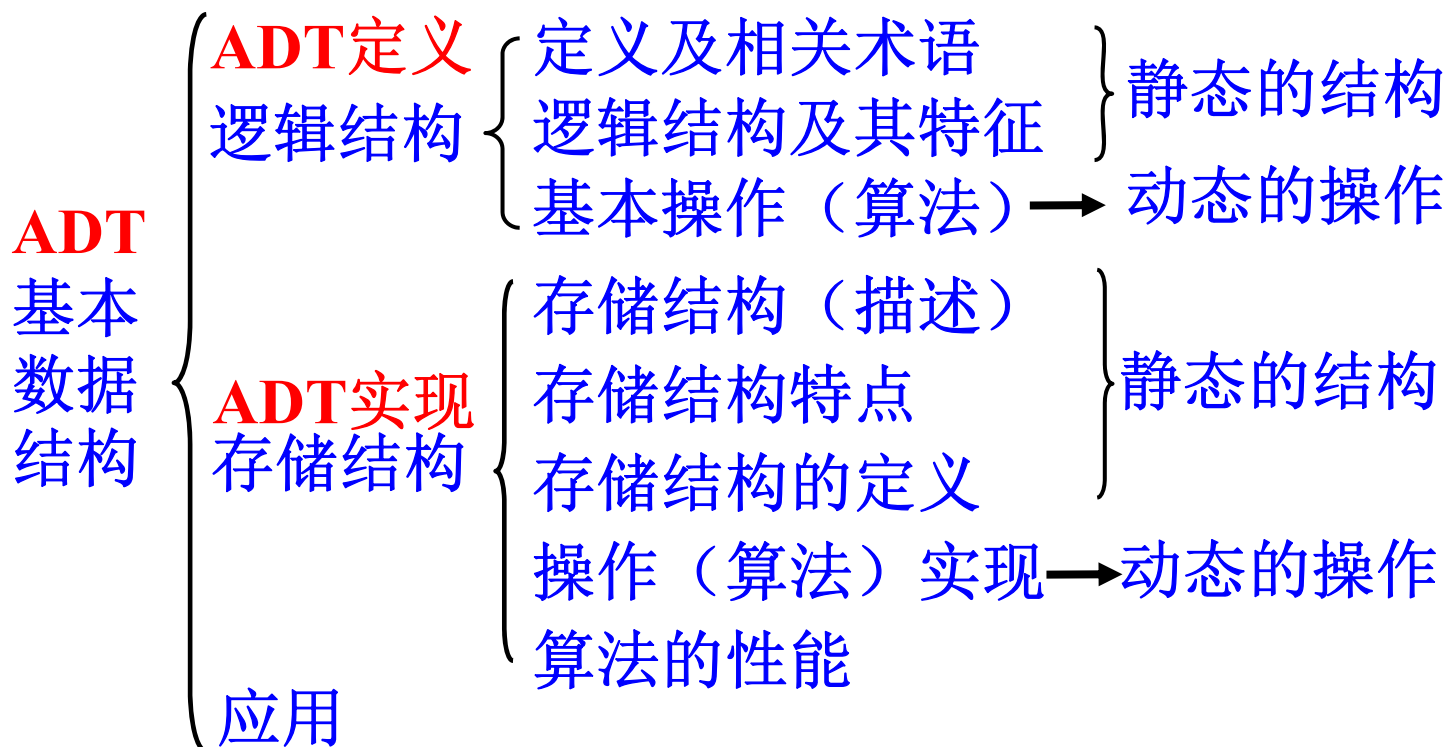 ADT
基本
数据
结构
ADT定义
逻辑结构
定义及相关术语
逻辑结构及其特征
基本操作（算法）
静态的结构
动态的操作
ADT实现
存储结构
存储结构（描述）
存储结构特点
存储结构的定义
操作（算法）实现
算法的性能
静态的结构
动态的操作
应用